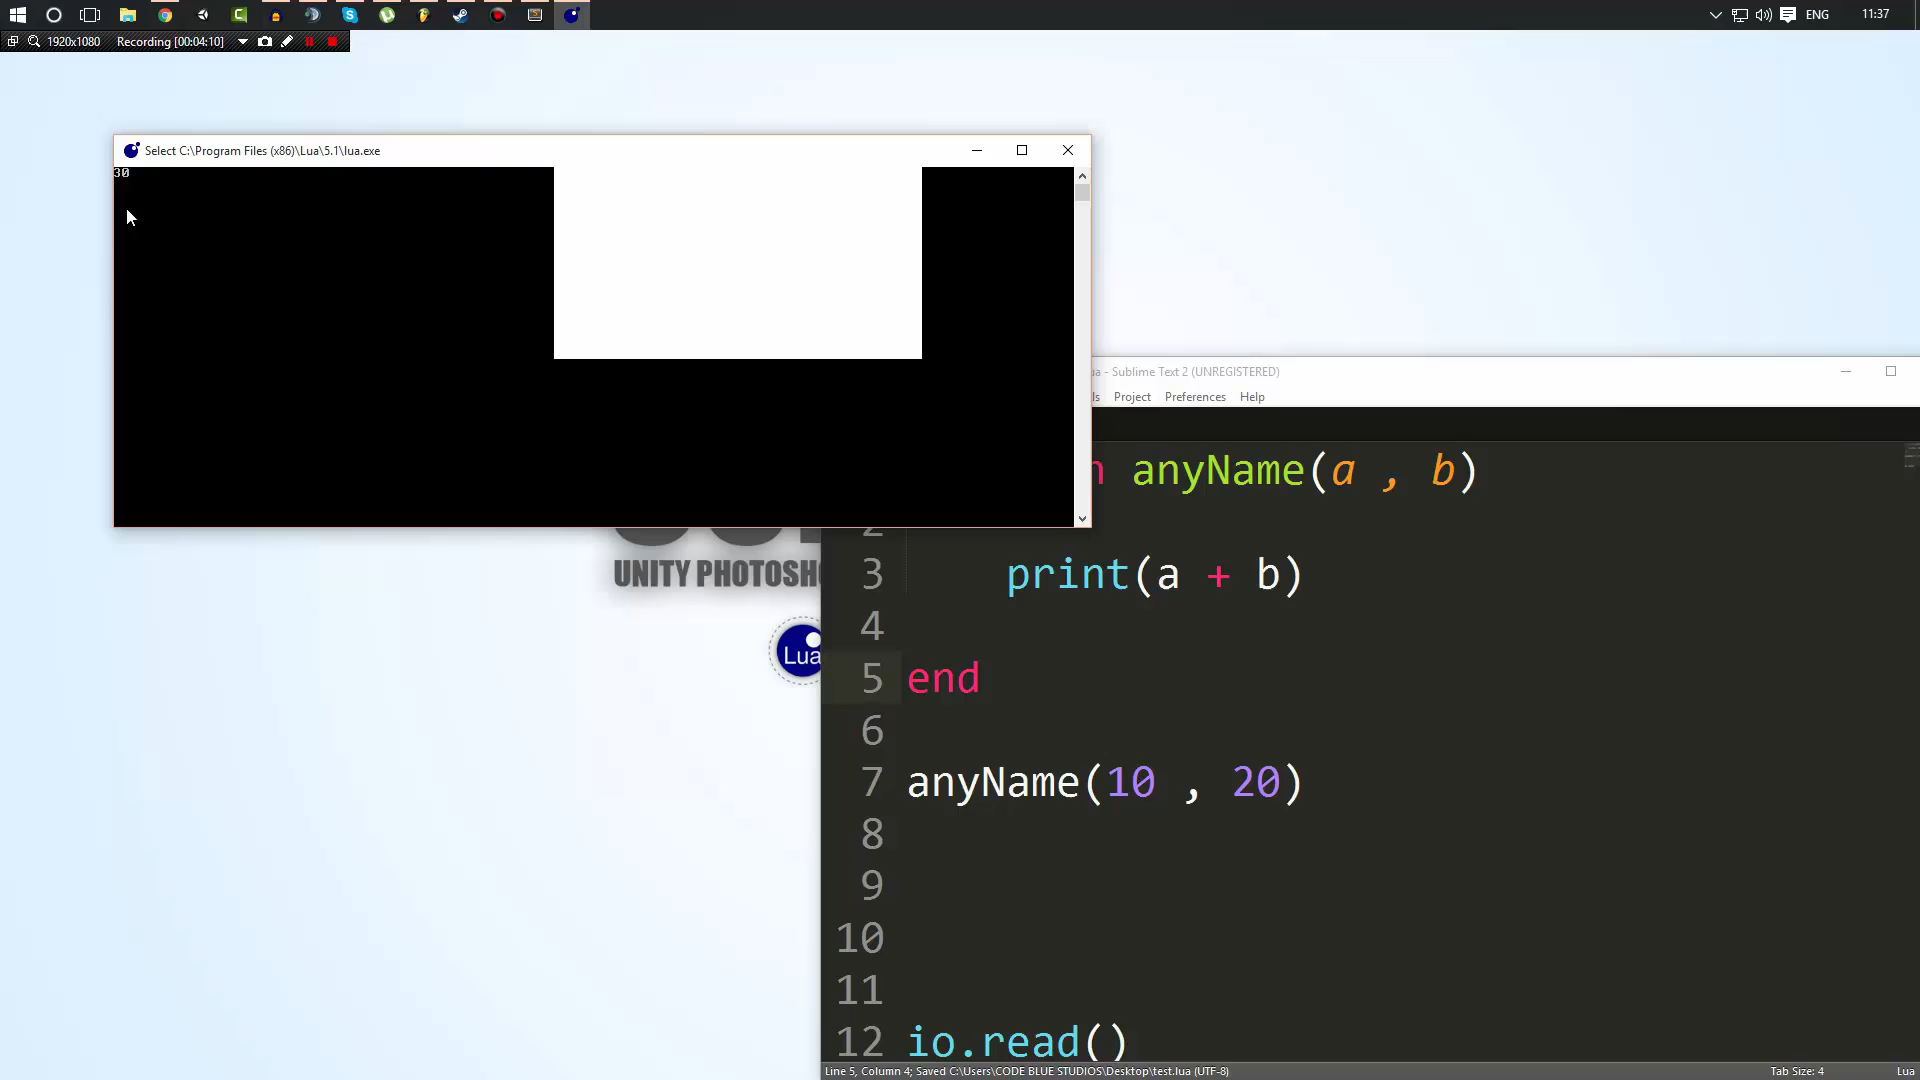 ENG 11:37
1920x1080 Recording [00:04:10]
Select C:\Program Files (x86)\Lua\5.1\lua.exe
30
- Sublime Text 2 (UNREGISTERED)
Project Preferences Help
anyName(a , b)
2
3 print(a + b)
4
5 end
6
7 anyName(10 , 20)
8
9
10
11
12 io.read()
UNITY
Lua
Line 5, Column 4; Saved C:\Users\CODE BLUE STUDIOS\Desktop\test.lua (UTF-8) Tab Size: 4 Lua